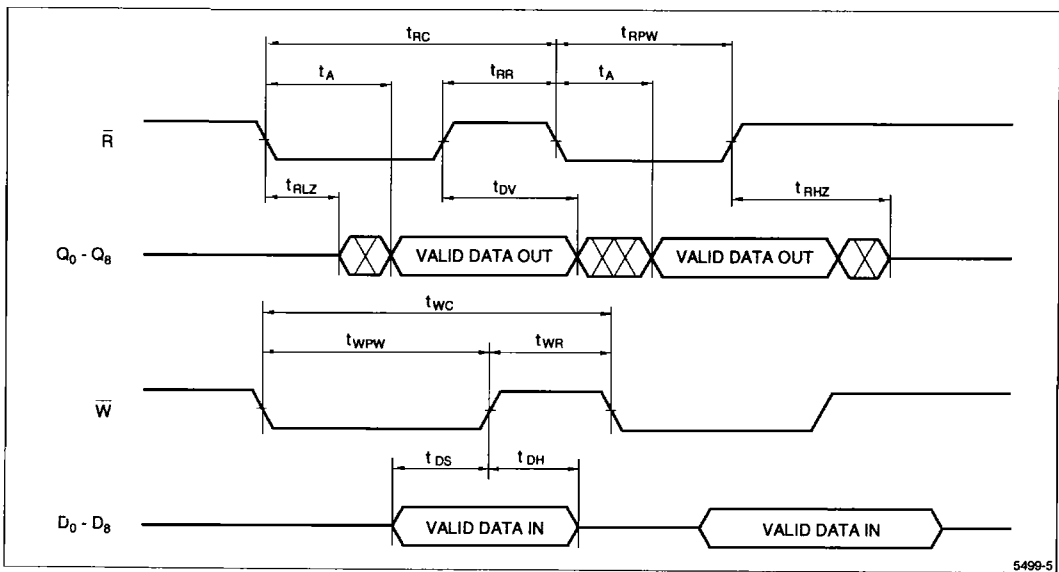 tRC tRPW
tA tRR tA
R̅
tRLZ tDV tRHZ
Q0 - Q8 VALID DATA OUT VALID DATA OUT
tWC
tWPW tWR
W̅
tDS tDH
D0 - D8 VALID DATA IN VALID DATA IN
5499-5